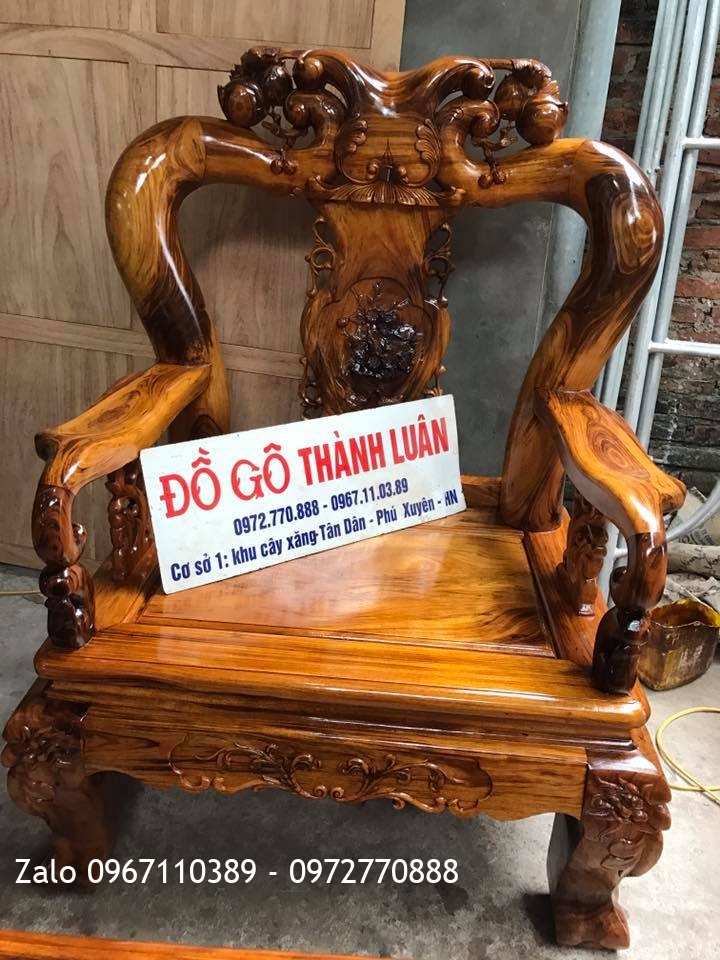 ĐỒ GỖ THÀNH LUÂN
0972.770.888 - 0967.11.03.89
Cơ sở 1: khu cây xăng-Tân Dân - Phú Xuyên - HN
Zalo 0967110389 - 0972770888